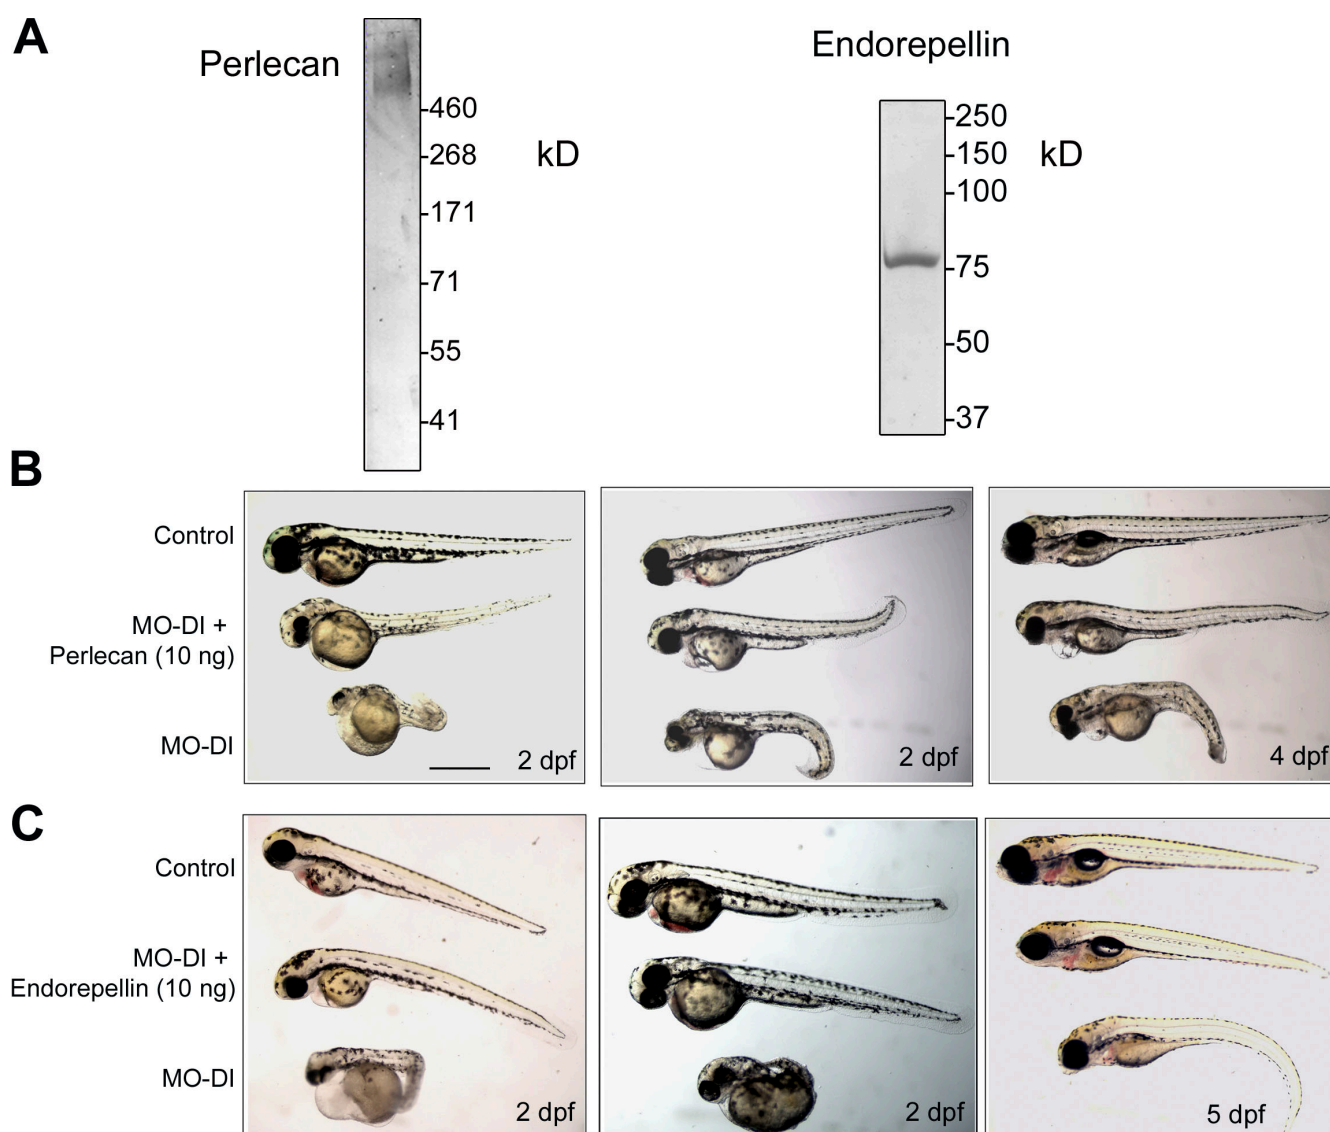 A
Perlecan
-460
-268
kD
-171
-71
-55
-41
Endorepellin
-250
-150
kD
-100
-75
-50
-37
B
Control
MO-DI +
Perlecan (10 ng)
MO-DI
2 dpf
2 dpf
4 dpf
C
Control
MO-DI +
Endorepellin (10 ng)
MO-DI
2 dpf
2 dpf
5 dpf